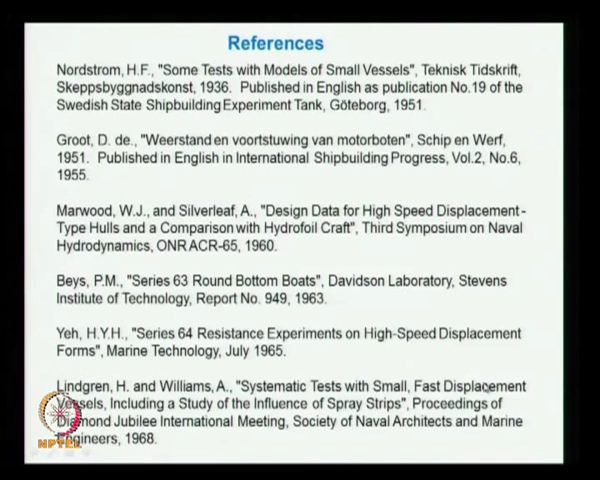 References
Nordstrom, H.F., "Some Tests with Models of Small Vessels", Teknisk Tidskrift,
Skeppsbyggnadskonst, 1936. Published in English as publication No.19 of the
Swedish State Shipbuilding Experiment Tank, Göteborg, 1951.
Groot, D. de., "Weerstand en voortstuwing van motorboten", Schip en Werf,
1951. Published in English in International Shipbuilding Progress, Vol.2, No.6,
1955.
Marwood, W.J., and Silverleaf, A., "Design Data for High Speed Displacement-
Type Hulls and a Comparison with Hydrofoil Craft", Third Symposium on Naval
Hydrodynamics, ONR ACR-65, 1960.
Beys, P.M., "Series 63 Round Bottom Boats", Davidson Laboratory, Stevens
Institute of Technology, Report No. 949, 1963.
Yeh, H.Y.H., "Series 64 Resistance Experiments on High-Speed Displacement
Forms", Marine Technology, July 1965.
Lindgren, H. and Williams, A., "Systematic Tests with Small, Fast Displacement
Vessels, Including a Study of the Influence of Spray Strips", Proceedings of
Diamond Jubilee International Meeting, Society of Naval Architects and Marine
Engineers, 1968.
NPTEL